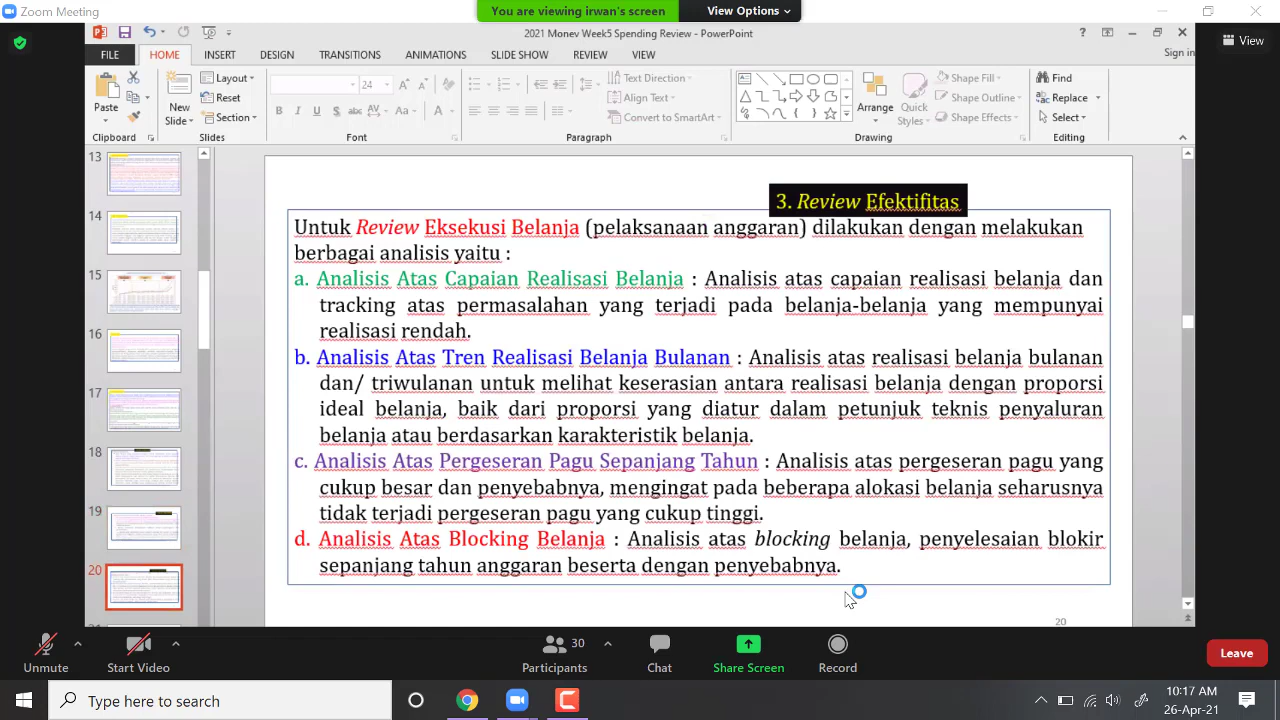 Zoom Meeting
You are viewing irwan's screen
View Options
View
2021 Monev Week5 Spending Review - PowerPoint
Sign in
FILE
HOME
INSERT
DESIGN
TRANSITIONS
ANIMATIONS
SLIDE SHOW
REVIEW
VIEW
Paste
New
Slide
Layout
Reset
Section
24
B I U S abc AV Aa A
Text Direction
Align Text
Convert to SmartArt
Arrange
Quick
Styles
Shape Fill
Shape Outline
Shape Effects
Find
Replace
Select
Clipboard
Slides
Font
Paragraph
Drawing
Editing
13
14
15
16
17
18
19
20
3. Review Efektifitas
Untuk Review Eksekusi Belanja (pelaksanaan anggaran) dilakukan dengan melakukan
berbagai analisis yaitu :
a. Analisis Atas Capaian Realisasi Belanja : Analisis atas capaian realisasi belanja dan
tracking atas permasalahan yang terjadi pada belanja-belanja yang mempunyai
realisasi rendah.
b. Analisis Atas Tren Realisasi Belanja Bulanan : Analisis atas realisasi belanja bulanan
dan/ triwulanan untuk melihat keserasian antara realisasi belanja dengan proporsi
ideal belanja, baik dari proporsi yang diatur dalam petunjuk teknis penyaluran
belanja atau berdasarkan karakteristik belanja.
c. Analisis Atas Pergeseran Pagu Sepanjang Tahun : Analisis atas pergeseran pagu yang
cukup besar dan penyebabnya, mengingat pada beberapa alokasi belanja seharusnya
tidak terjadi pergeseran pagu yang cukup tinggi.
d. Analisis Atas Blocking Belanja : Analisis atas blocking belanja, penyelesaian blokir
sepanjang tahun anggaran beserta dengan penyebabnya.
20
Unmute
Start Video
30
Participants
Chat
Share Screen
Record
Leave
Type here to search
10:17 AM
26-Apr-21